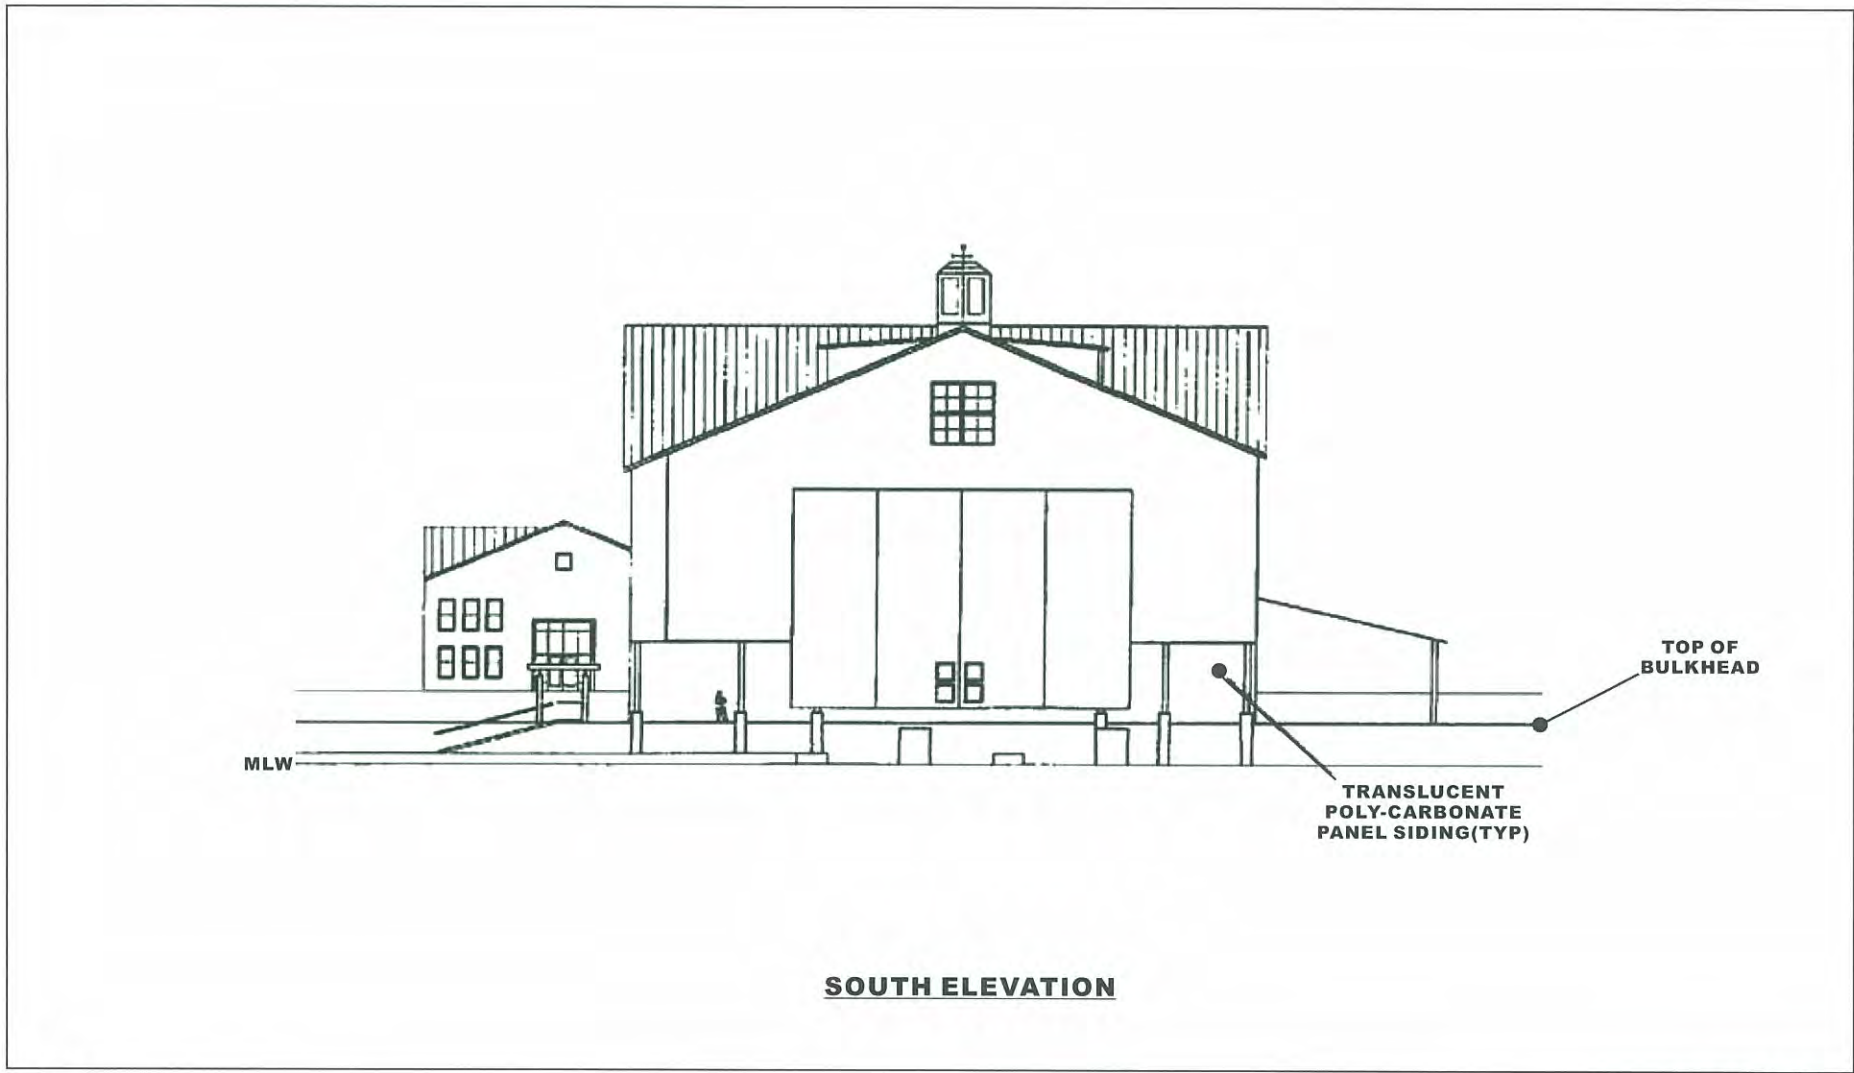 TOP OF
BULKHEAD
MLW
TRANSLUCENT
POLY-CARBONATE
PANEL SIDING(TYP)
SOUTH ELEVATION